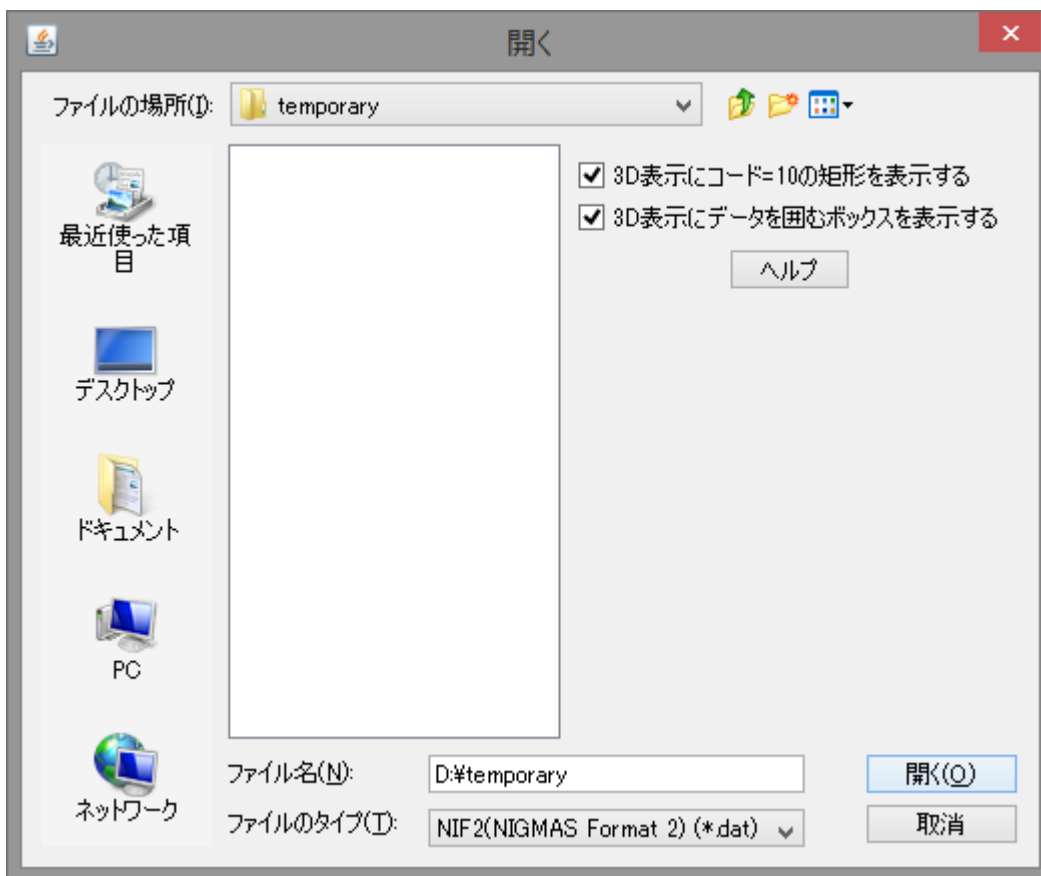 開く
ファイルの場所(I):
temporary
最近使った項
目
デスクトップ
ドキュメント
PC
ネットワーク
3D表示にコード=10の矩形を表示する
3D表示にデータを囲むボックスを表示する
ヘルプ
ファイル名(N):
D:¥temporary
開く(O)
ファイルのタイプ(T):
NIF2(NIGMAS Format 2) (*.dat)
取消